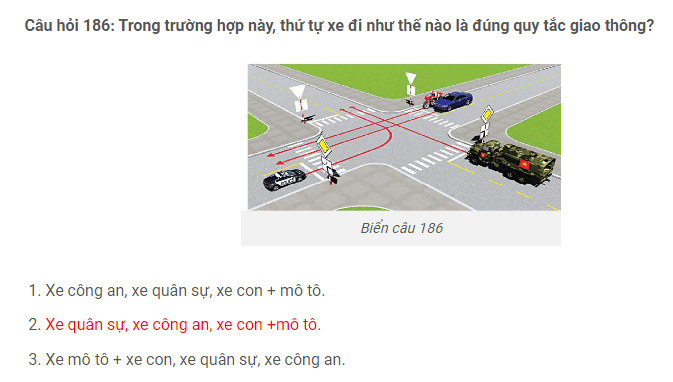 Câu hỏi 186: Trong trường hợp này, thứ tự xe đi như thế nào là đúng quy tắc giao thông?
Biển câu 186
1. Xe công an, xe quân sự, xe con + mô tô.
2. Xe quân sự, xe công an, xe con +mô tô.
3. Xe mô tô + xe con, xe quân sự, xe công an.